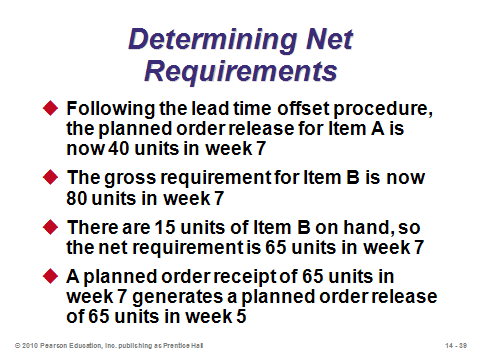 Determining Net
Requirements
Following the lead time offset procedure,
the planned order release for Item A is
now 40 units in week 7
The gross requirement for Item B is now
80 units in week 7
There are 15 units of Item B on hand, so
the net requirement is 65 units in week 7
A planned order receipt of 65 units in
week 7 generates a planned order release
of 65 units in week 5
© 2010 Pearson Education, Inc. publishing as Prentice Hall
14 - 39